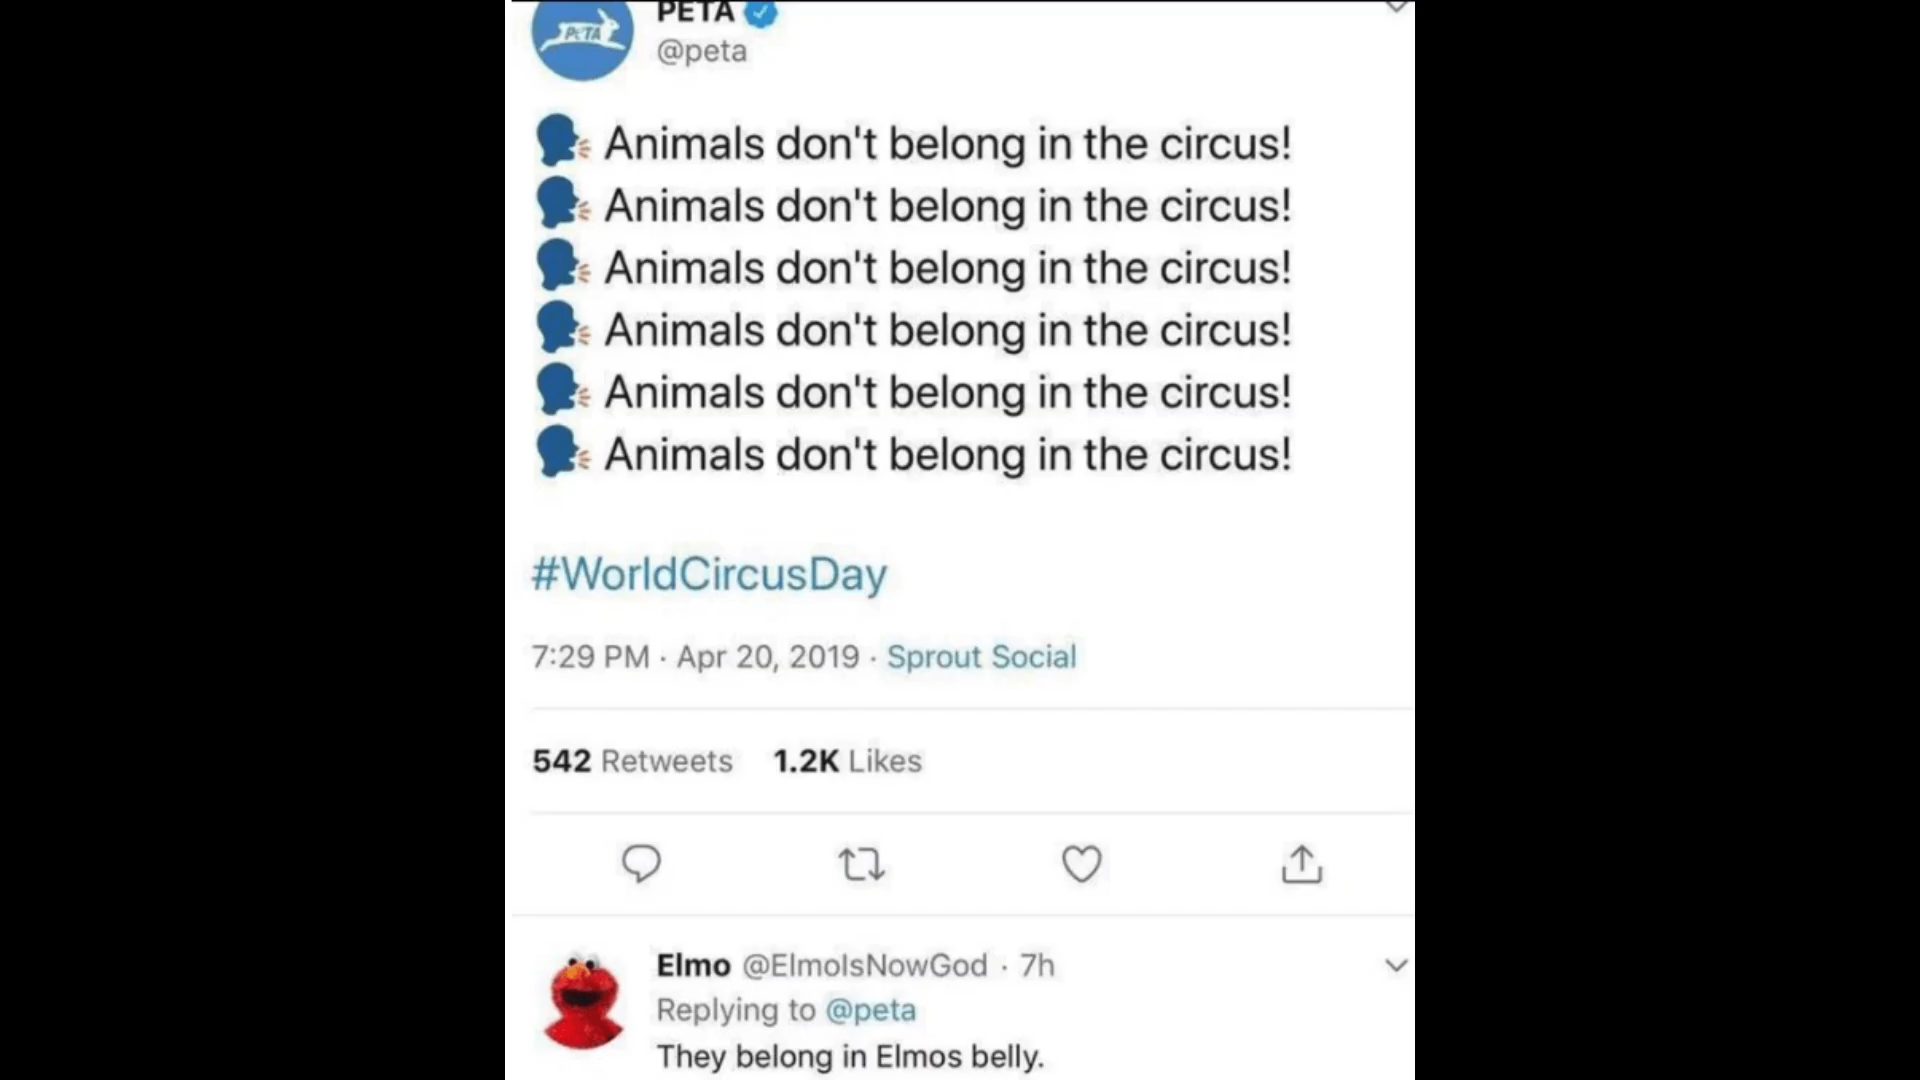 PETA
PETA
@peta
🗣 Animals don't belong in the circus!
🗣 Animals don't belong in the circus!
🗣 Animals don't belong in the circus!
🗣 Animals don't belong in the circus!
🗣 Animals don't belong in the circus!
🗣 Animals don't belong in the circus!
#WorldCircusDay
7:29 PM · Apr 20, 2019 · Sprout Social
542 Retweets 1.2K Likes
Elmo @ElmoIsNowGod · 7h
Replying to @peta
They belong in Elmos belly.